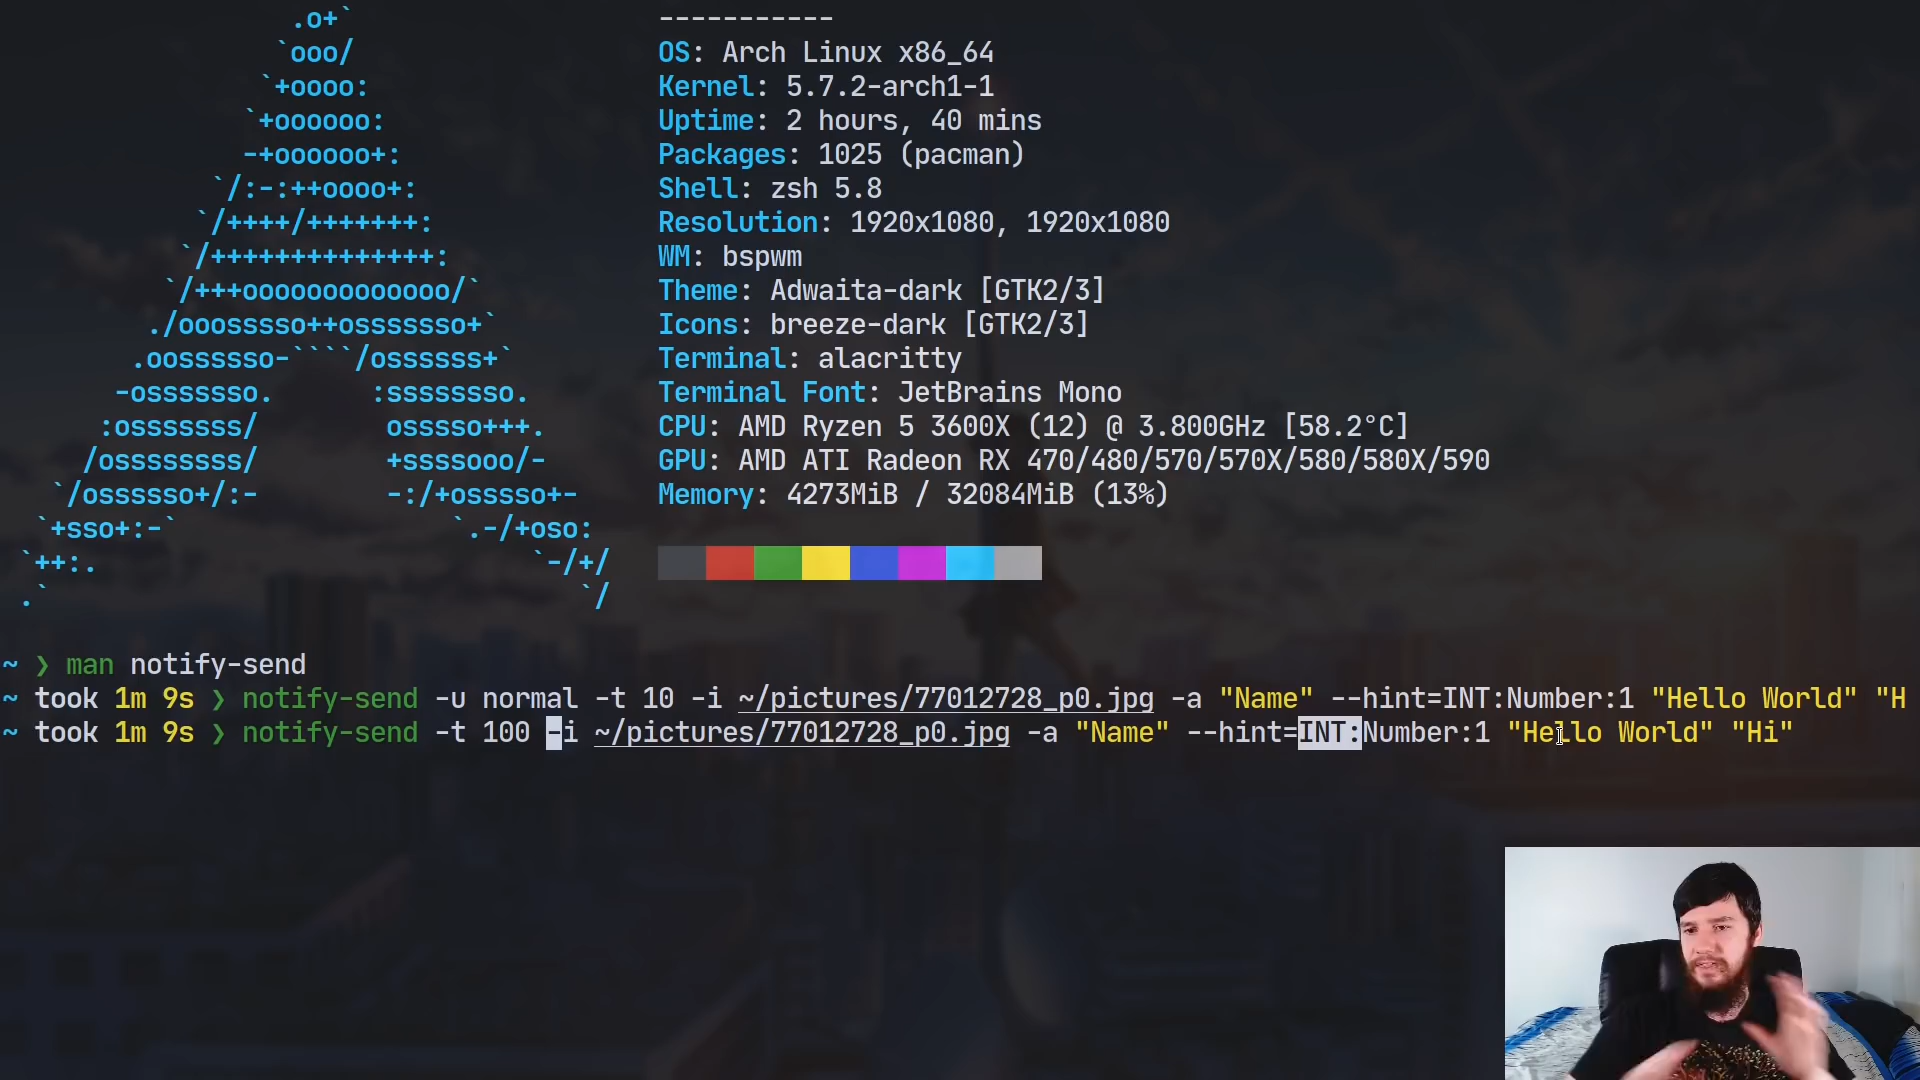 -----------
OS: Arch Linux x86_64
Kernel: 5.7.2-arch1-1
Uptime: 2 hours, 40 mins
Packages: 1025 (pacman)
Shell: zsh 5.8
Resolution: 1920x1080, 1920x1080
WM: bspwm
Theme: Adwaita-dark [GTK2/3]
Icons: breeze-dark [GTK2/3]
Terminal: alacritty
Terminal Font: JetBrains Mono
CPU: AMD Ryzen 5 3600X (12) @ 3.800GHz [58.2°C]
GPU: AMD ATI Radeon RX 470/480/570/570X/580/580X/590
Memory: 4273MiB / 32084MiB (13%)
~ ❯ man notify-send
~ took 1m 9s ❯ notify-send -u normal -t 10 -i ~/pictures/77012728_p0.jpg -a "Name" --hint=INT:Number:1 "Hello World" "H
~ took 1m 9s ❯ notify-send -t 100 -i ~/pictures/77012728_p0.jpg -a "Name" --hint=INT:Number:1 "Hello World" "Hi"